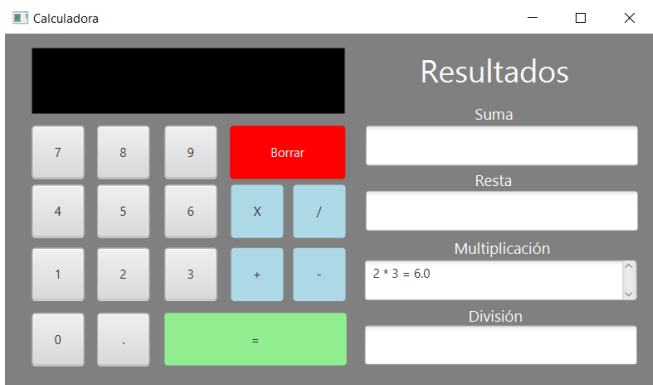 Calculadora
Resultados
Suma
7 8 9 Borrar
Resta
4 5 6 X /
Multiplicación
1 2 3 + -
2 * 3 = 6.0
División
0 . =